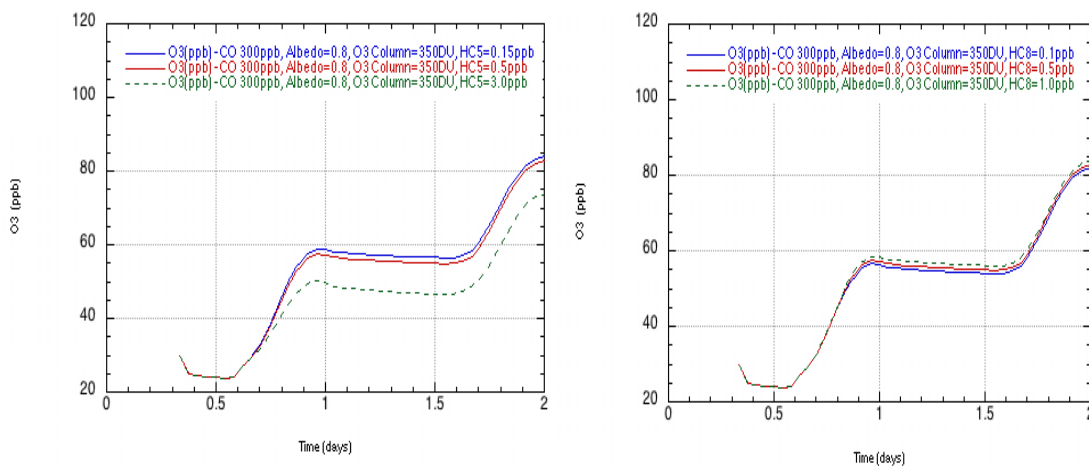 120
O3(ppb)-CO 300ppb, Albedo=0.8, O3 Column=350DU, HC5=0.15ppb
O3(ppb)-CO 300ppb, Albedo=0.8, O3 Column=350DU, HC5=0.5ppb
O3(ppb)-CO 300ppb, Albedo=0.8, O3 Column=350DU, HC5=3.0ppb
100
80
O3 (ppb)
60
40
20
0 0.5 1 1.5 2
Time (days)
120
O3(ppb)-CO 300ppb, Albedo=0.8, O3 Column=350DU, HC8=0.1ppb
O3(ppb)-CO 300ppb, Albedo=0.8, O3 Column=350DU, HC8=0.5ppb
O3(ppb)-CO 300ppb, Albedo=0.8, O3 Column=350DU, HC8=1.0ppb
100
80
O3 (ppb)
60
40
20
0 0.5 1 1.5 2
Time (days)